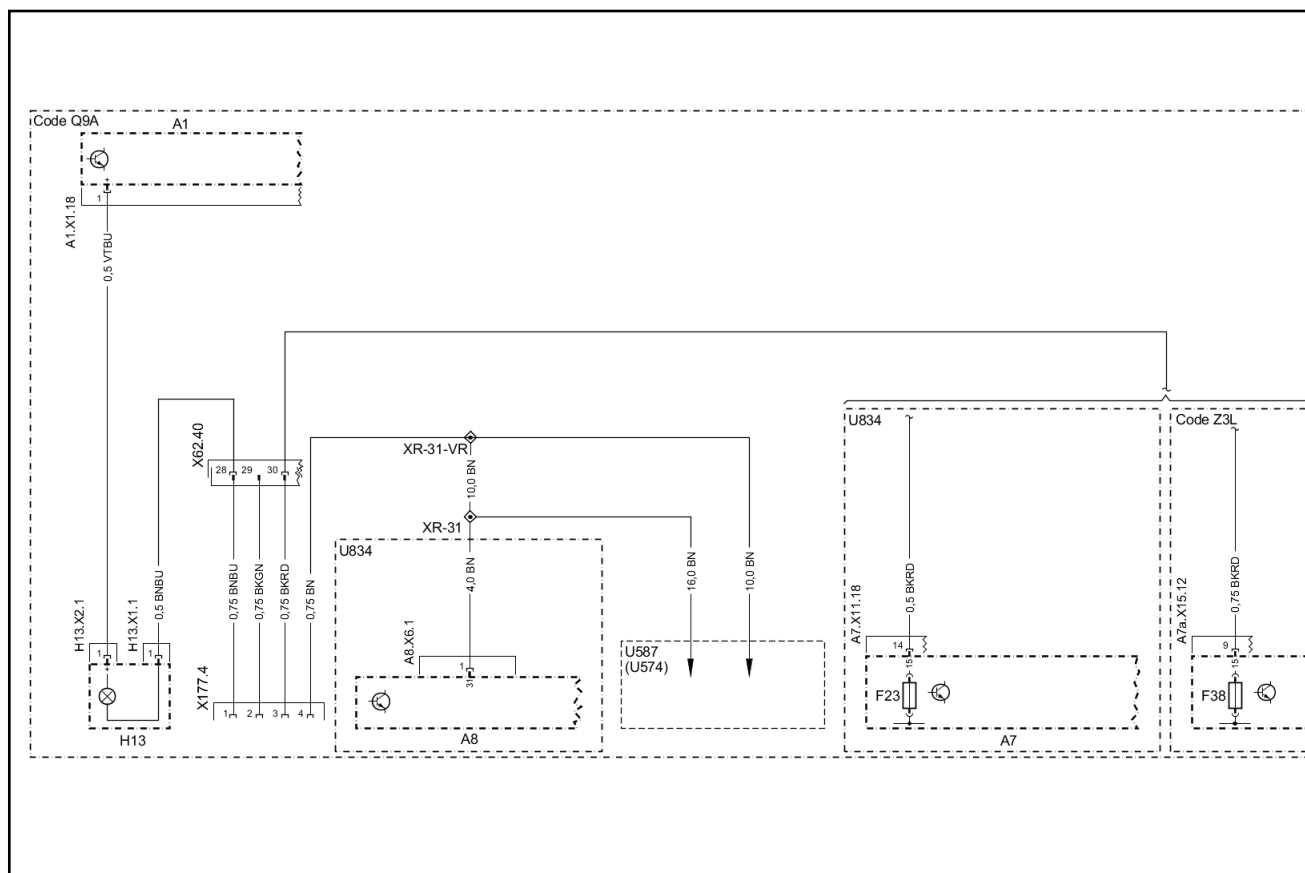 Code Q9A
A1
+
1
A1.X1.18
0,5 VTBU
U834
Code Z3L
X62.40
28
29
30
XR-31-VR
10,0 BN
XR-31
U834
0,75 BNBU
0,75 BKGN
0,75 BKRD
0,75 BN
4,0 BN
16,0 BN
10,0 BN
0,5 BKRD
0,75 BKRD
H13.X2.1
H13.X1.1
0,5 BNBU
1
+
1
A8.X6.1
1
31
U587
(U574)
A7.X11.18
14
15
A7a.X15.12
9
15
F23
F38
X177.4
1
2
3
4
H13
A8
A7